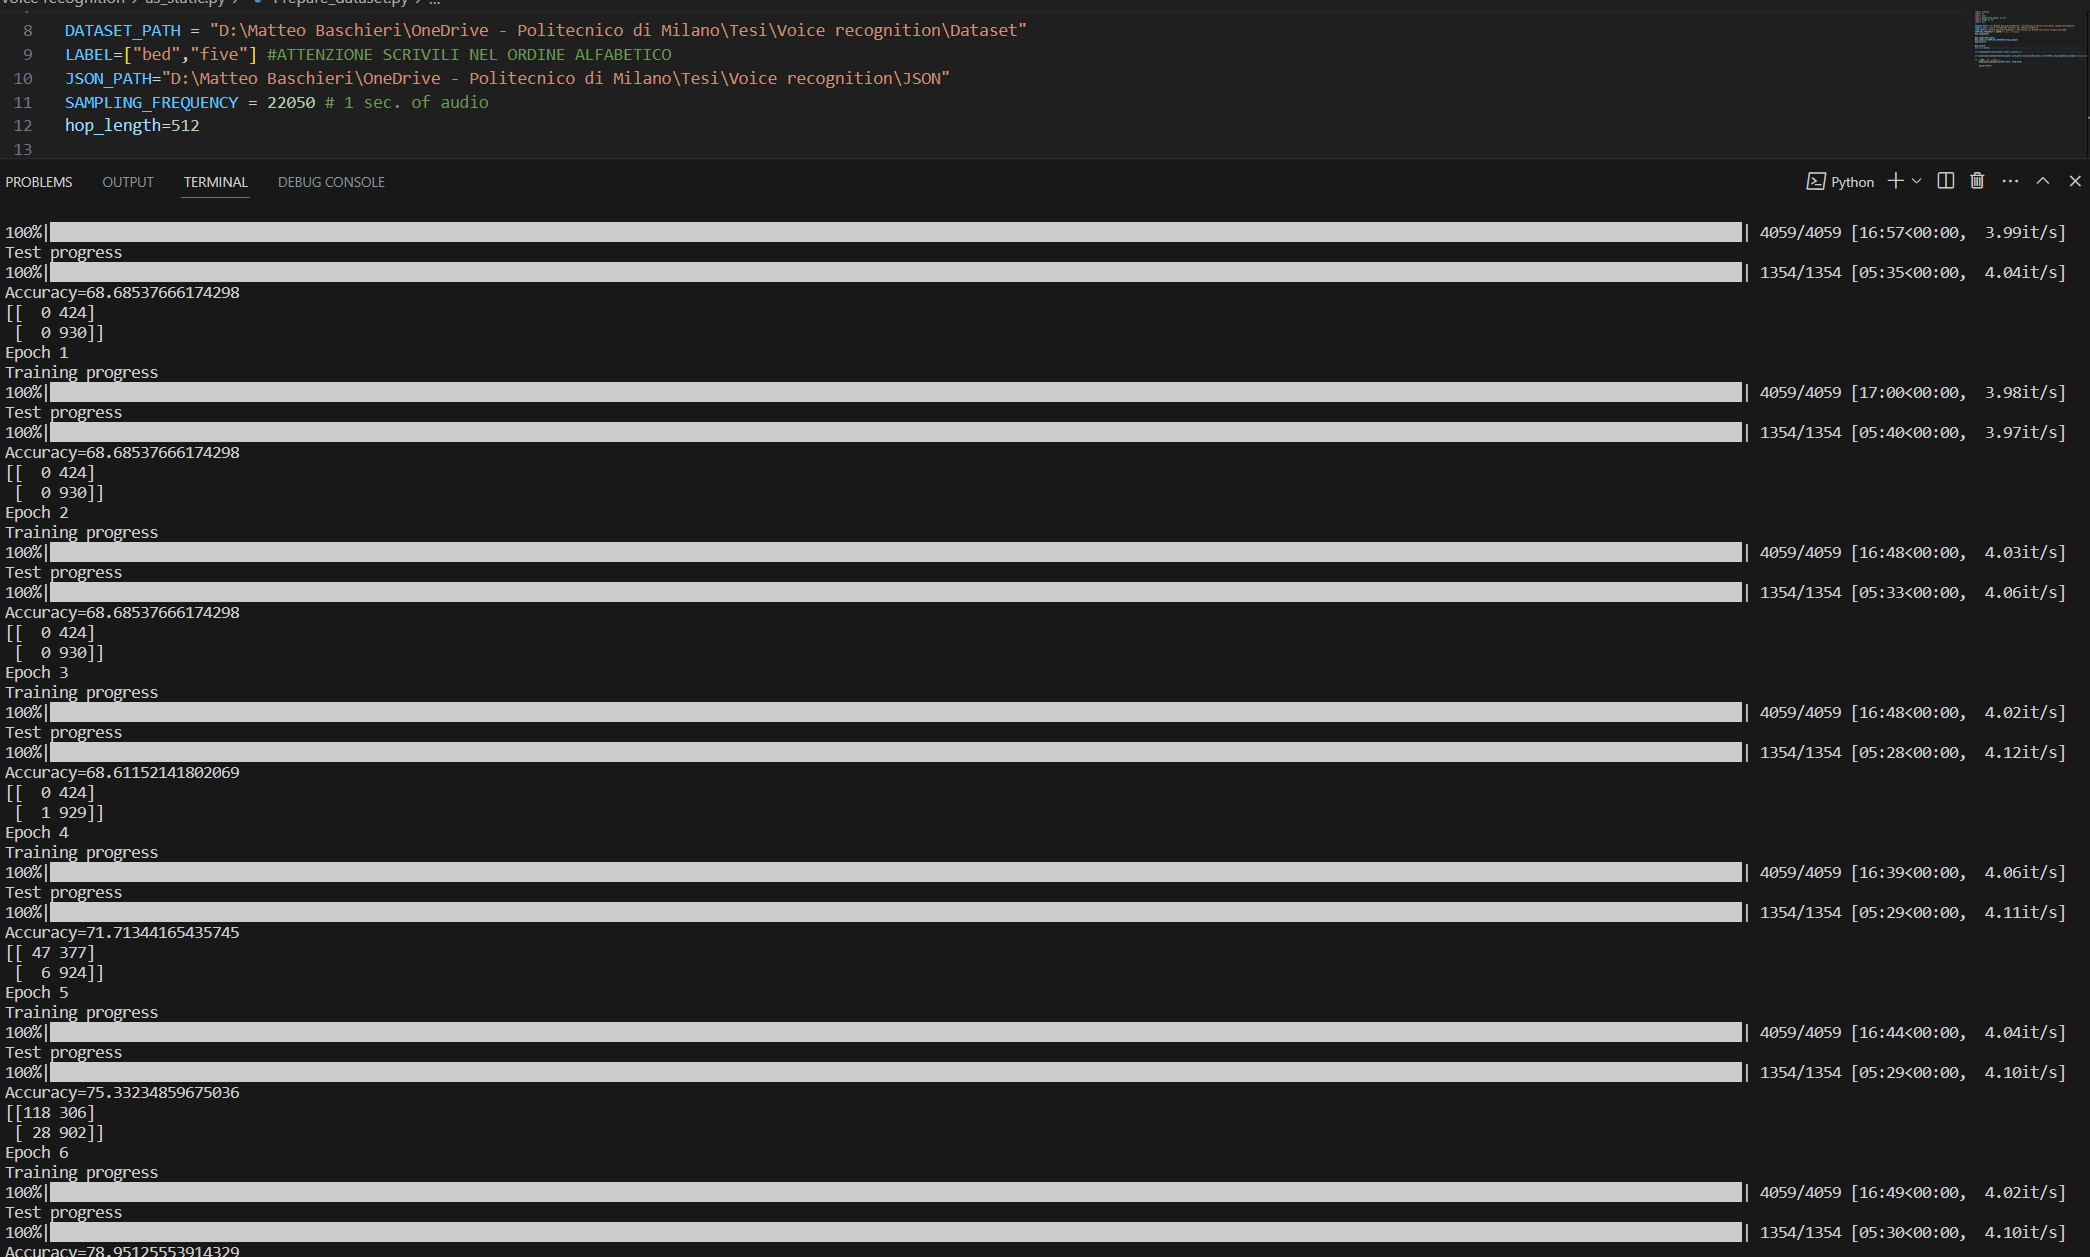 voice recognition > us_static.py > Prepare_dataset.py > ...
8 DATASET_PATH = "D:\Matteo Baschieri\OneDrive - Politecnico di Milano\Tesi\Voice recognition\Dataset"
9 LABEL=["bed","five"] #ATTENZIONE SCRIVILI NEL ORDINE ALFABETICO
10 JSON_PATH="D:\Matteo Baschieri\OneDrive - Politecnico di Milano\Tesi\Voice recognition\JSON"
11 SAMPLING_FREQUENCY = 22050 # 1 sec. of audio
12 hop_length=512
13
PROBLEMS OUTPUT TERMINAL DEBUG CONSOLE Python
100%| | 4059/4059 [16:57<00:00, 3.99it/s]
Test progress
100%| | 1354/1354 [05:35<00:00, 4.04it/s]
Accuracy=68.68537666174298
[[ 0 424]
[ 0 930]]
Epoch 1
Training progress
100%| | 4059/4059 [17:00<00:00, 3.98it/s]
Test progress
100%| | 1354/1354 [05:40<00:00, 3.97it/s]
Accuracy=68.68537666174298
[[ 0 424]
[ 0 930]]
Epoch 2
Training progress
100%| | 4059/4059 [16:48<00:00, 4.03it/s]
Test progress
100%| | 1354/1354 [05:33<00:00, 4.06it/s]
Accuracy=68.68537666174298
[[ 0 424]
[ 0 930]]
Epoch 3
Training progress
100%| | 4059/4059 [16:48<00:00, 4.02it/s]
Test progress
100%| | 1354/1354 [05:28<00:00, 4.12it/s]
Accuracy=68.61152141802069
[[ 0 424]
[ 1 929]]
Epoch 4
Training progress
100%| | 4059/4059 [16:39<00:00, 4.06it/s]
Test progress
100%| | 1354/1354 [05:29<00:00, 4.11it/s]
Accuracy=71.71344165435745
[[ 47 377]
[ 6 924]]
Epoch 5
Training progress
100%| | 4059/4059 [16:44<00:00, 4.04it/s]
Test progress
100%| | 1354/1354 [05:29<00:00, 4.10it/s]
Accuracy=75.33234859675036
[[118 306]
[ 28 902]]
Epoch 6
Training progress
100%| | 4059/4059 [16:49<00:00, 4.02it/s]
Test progress
100%| | 1354/1354 [05:30<00:00, 4.10it/s]
Accuracy=78.95125553914329